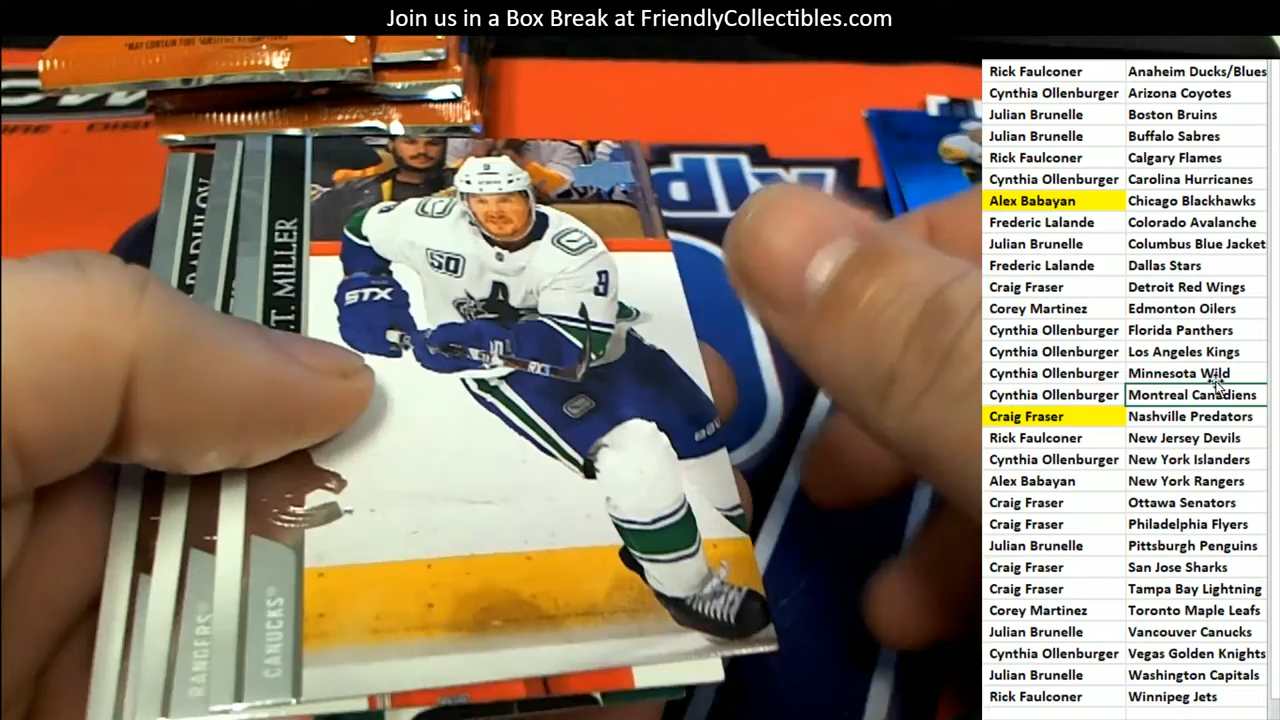 Join us in a Box Break at FriendlyCollectibles.com
Rick Faulconer Anaheim Ducks/Blues
Cynthia Ollenburger Arizona Coyotes
Julian Brunelle Boston Bruins
Julian Brunelle Buffalo Sabres
Rick Faulconer Calgary Flames
Cynthia Ollenburger Carolina Hurricanes
Alex Babayan Chicago Blackhawks
Frederic Lalande Colorado Avalanche
Julian Brunelle Columbus Blue Jacket
Frederic Lalande Dallas Stars
Craig Fraser Detroit Red Wings
Corey Martinez Edmonton Oilers
Cynthia Ollenburger Florida Panthers
Cynthia Ollenburger Los Angeles Kings
Cynthia Ollenburger Minnesota Wild
Cynthia Ollenburger Montreal Canadiens
Craig Fraser Nashville Predators
Rick Faulconer New Jersey Devils
Cynthia Ollenburger New York Islanders
Alex Babayan New York Rangers
Craig Fraser Ottawa Senators
Craig Fraser Philadelphia Flyers
Julian Brunelle Pittsburgh Penguins
Craig Fraser San Jose Sharks
Craig Fraser Tampa Bay Lightning
Corey Martinez Toronto Maple Leafs
Julian Brunelle Vancouver Canucks
Cynthia Ollenburger Vegas Golden Knights
Julian Brunelle Washington Capitals
Rick Faulconer Winnipeg Jets
.T. MILLER
CANUCKS
RANGERS
50
9
9
STX
RX3